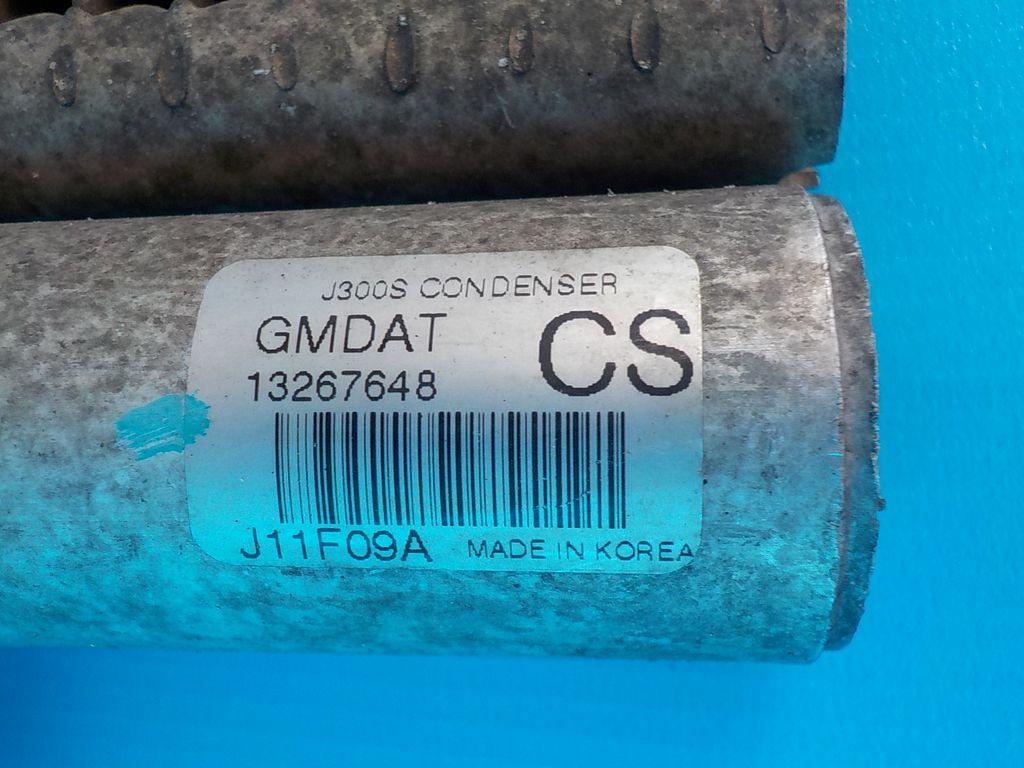 J300S CONDENSER
GMDAT CS
13267648
J11F09A MADE IN KOREA